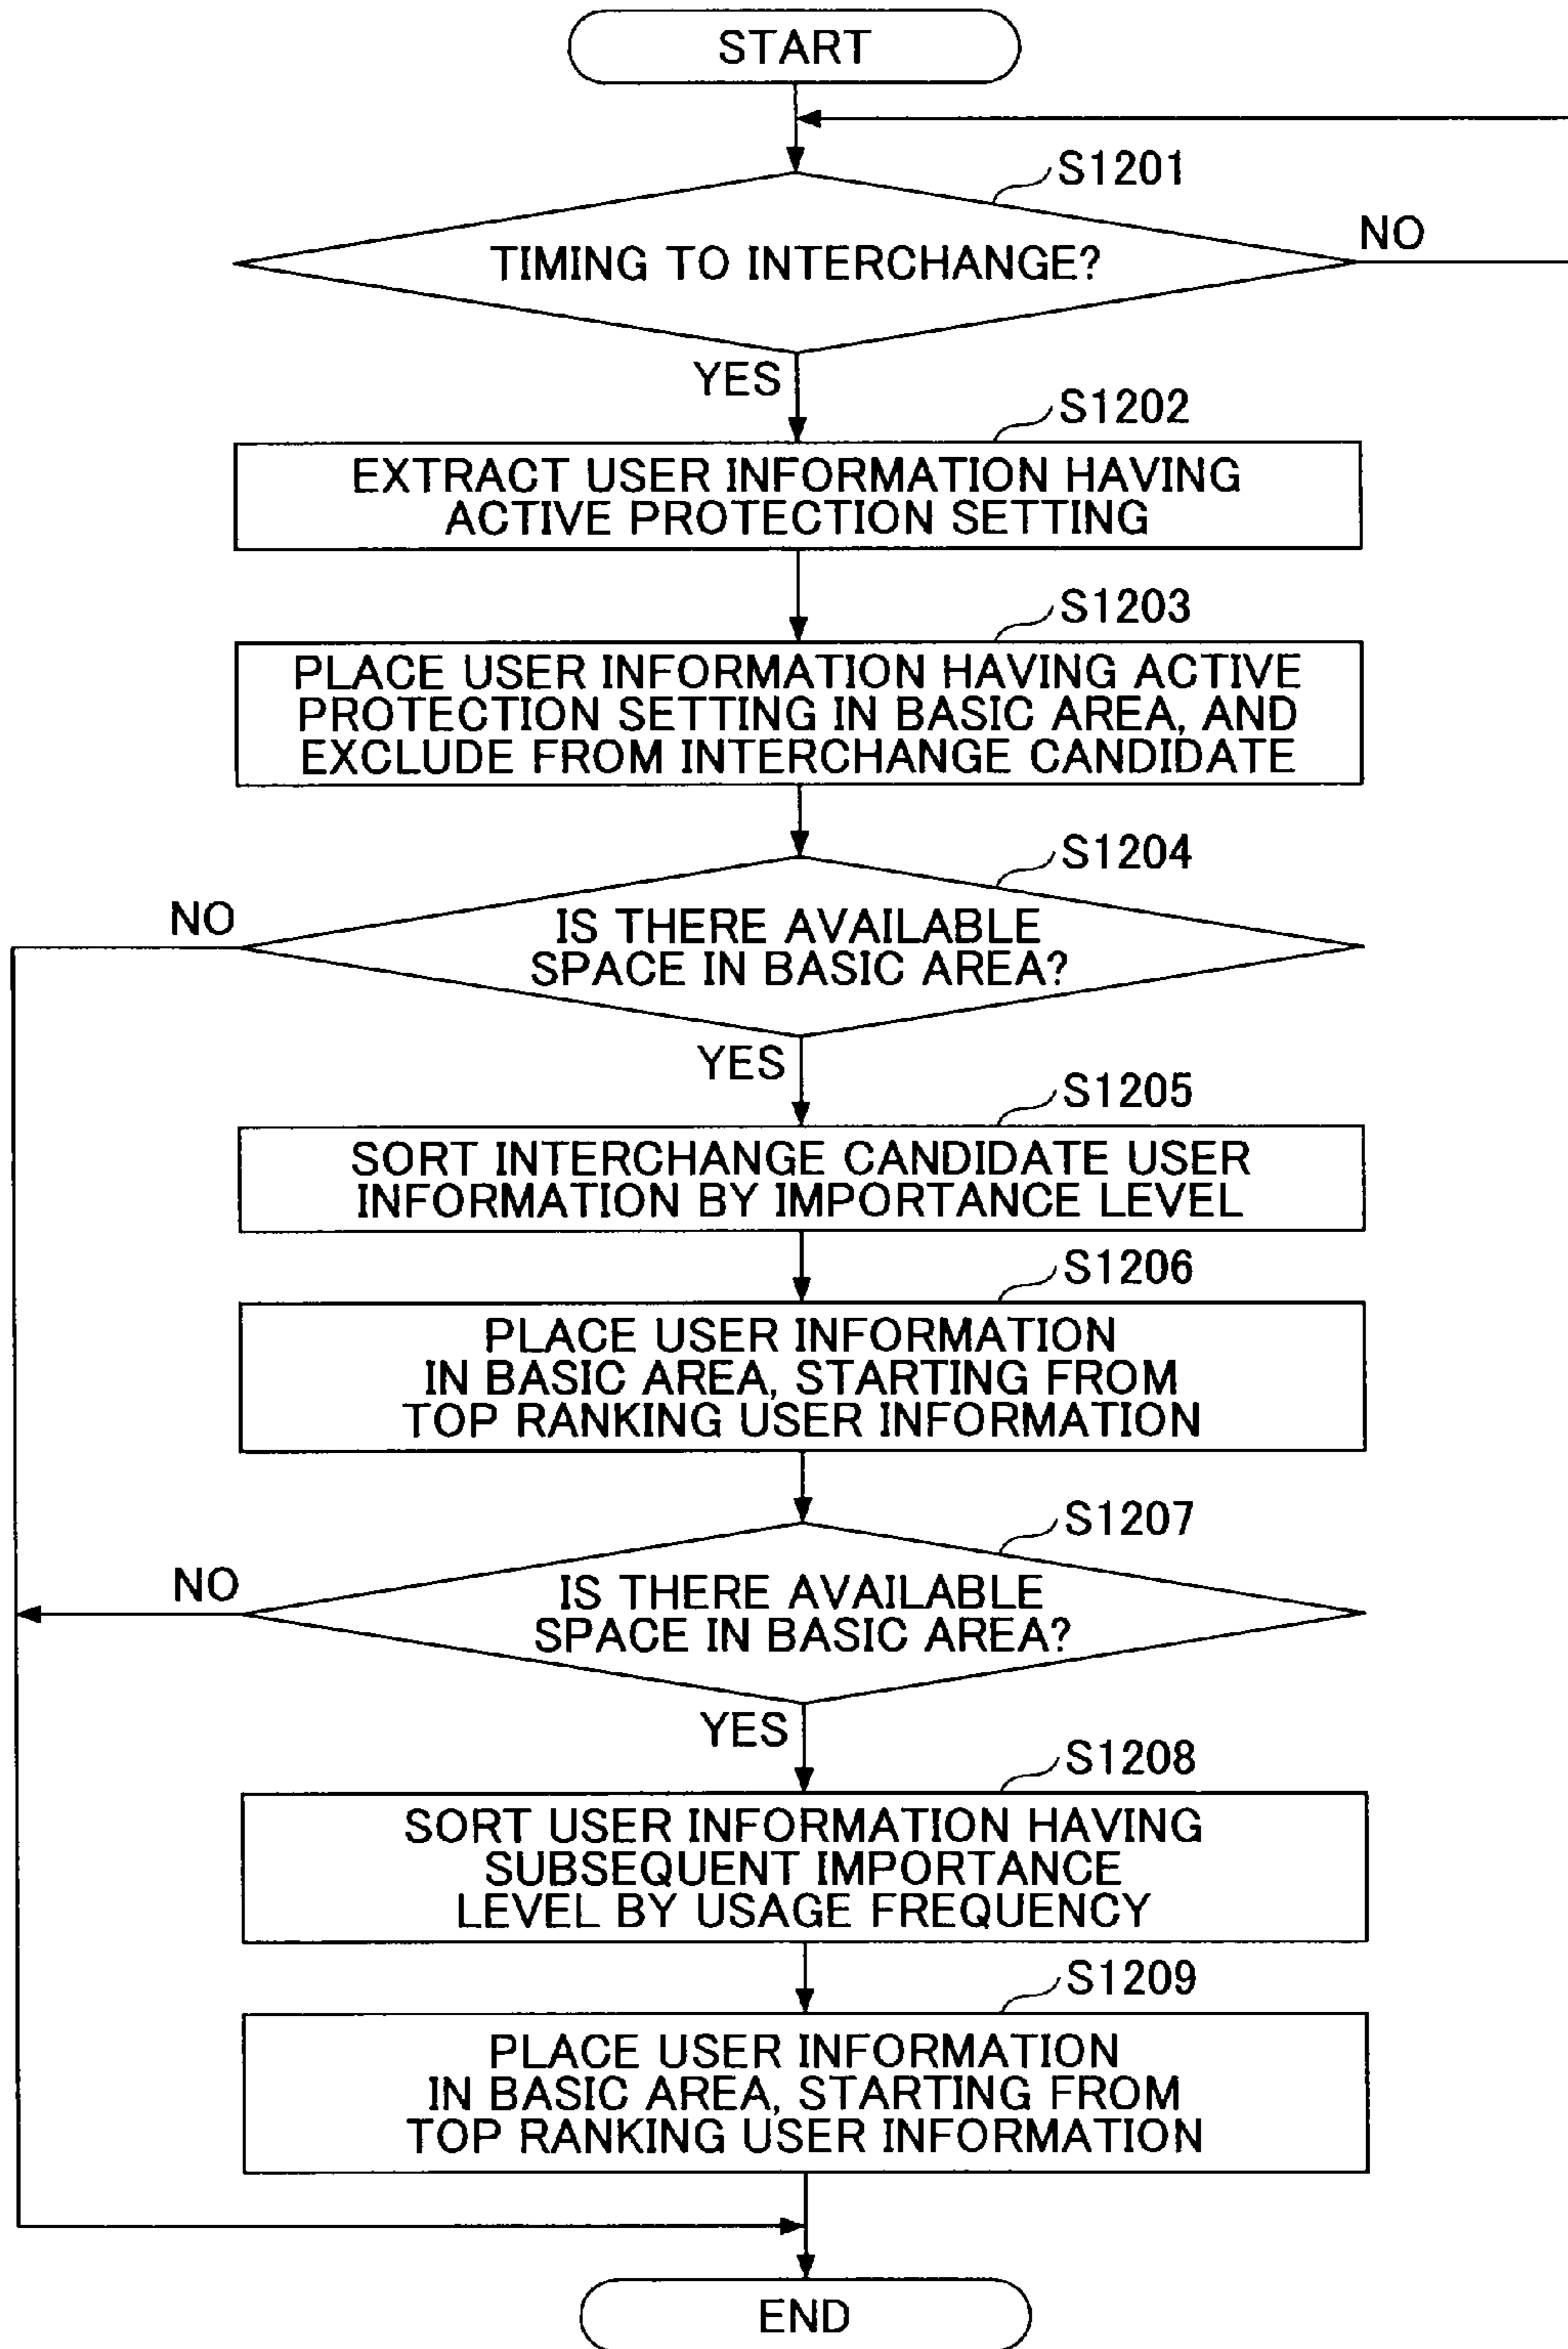 START
S1201
TIMING TO INTERCHANGE?
NO
YES
S1202
EXTRACT USER INFORMATION HAVING
ACTIVE PROTECTION SETTING
S1203
PLACE USER INFORMATION HAVING ACTIVE
PROTECTION SETTING IN BASIC AREA, AND
EXCLUDE FROM INTERCHANGE CANDIDATE
S1204
NO
IS THERE AVAILABLE
SPACE IN BASIC AREA?
YES
S1205
SORT INTERCHANGE CANDIDATE USER
INFORMATION BY IMPORTANCE LEVEL
S1206
PLACE USER INFORMATION
IN BASIC AREA, STARTING FROM
TOP RANKING USER INFORMATION
S1207
NO
IS THERE AVAILABLE
SPACE IN BASIC AREA?
YES
S1208
SORT USER INFORMATION HAVING
SUBSEQUENT IMPORTANCE
LEVEL BY USAGE FREQUENCY
S1209
PLACE USER INFORMATION
IN BASIC AREA, STARTING FROM
TOP RANKING USER INFORMATION
END